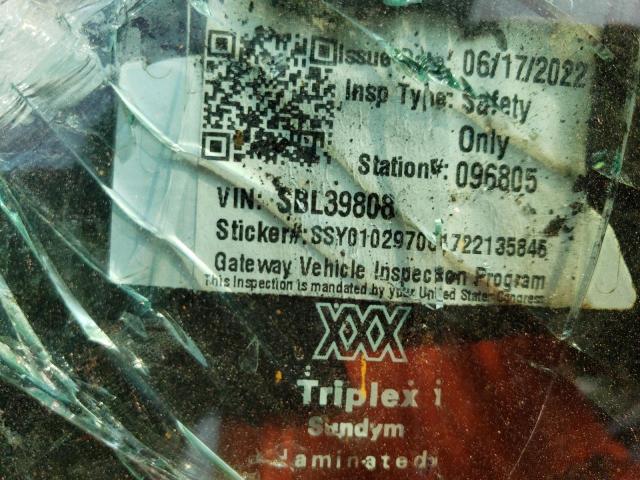 Issue Date: 06/17/2022
Insp Type: Safety
Only
Station#: 096805
VIN: SBL39808
Sticker#:
Gateway Vehicle Inspection Program
This Inspection is mandated by your United States Congress
XXX
Triplex
Sundym
Laminated